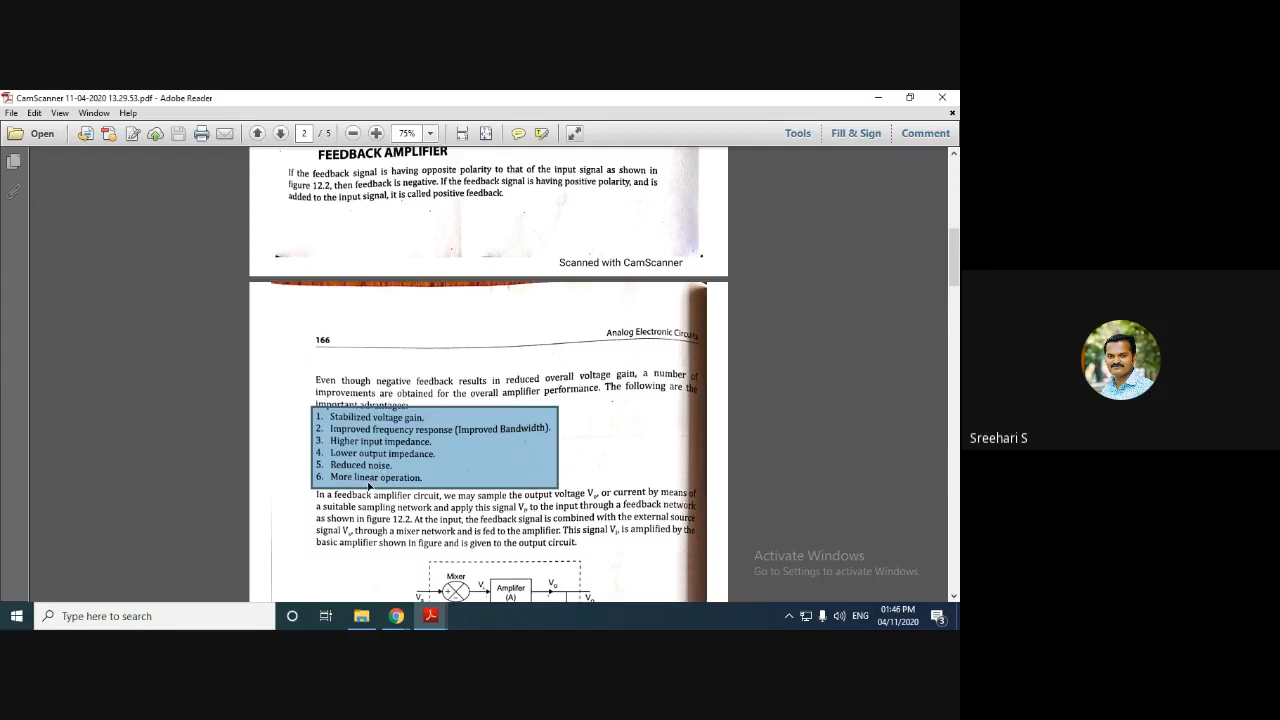 CamScanner 11-04-2020 13.29.53.pdf - Adobe Reader
File Edit View Window Help
Open 2 / 5 75% Tools Fill & Sign Comment
FEEDBACK AMPLIFIER
If the feedback signal is having opposite polarity to that of the input signal as shown in
figure 12.2, then feedback is negative. If the feedback signal is having positive polarity, and is
added to the input signal, it is called positive feedback.
Scanned with CamScanner
166
Analog Electronic Circuits
Even though negative feedback results in reduced overall voltage gain, a number of
improvements are obtained for the overall amplifier performance. The following are the
important advantages:
1. Stabilized voltage gain.
2. Improved frequency response (Improved Bandwidth).
3. Higher input impedance.
4. Lower output impedance.
5. Reduced noise.
6. More linear operation.
In a feedback amplifier circuit, we may sample the output voltage Vo, or current by means of
a suitable sampling network and apply this signal Vf, to the input through a feedback network
as shown in figure 12.2. At the input, the feedback signal is combined with the external source
signal Vs, through a mixer network and is fed to the amplifier. This signal Vi, is amplified by the
basic amplifier shown in figure and is given to the output circuit.
Mixer
Vs
Vi
Amplifer
(A)
Vo
Vo
Sreehari S
Activate Windows
Go to Settings to activate Windows.
Type here to search
ENG
01:46 PM
04/11/2020
3